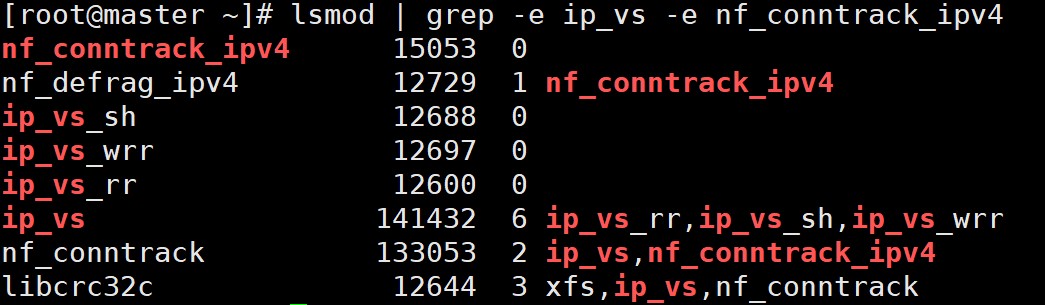 [root@master ~]# lsmod | grep -e ip_vs -e nf_conntrack_ipv4
nf_conntrack_ipv4      15053  0
nf_defrag_ipv4         12729  1 nf_conntrack_ipv4
ip_vs_sh               12688  0
ip_vs_wrr              12697  0
ip_vs_rr               12600  0
ip_vs                 141432  6 ip_vs_rr,ip_vs_sh,ip_vs_wrr
nf_conntrack          133053  2 ip_vs,nf_conntrack_ipv4
libcrc32c              12644  3 xfs,ip_vs,nf_conntrack